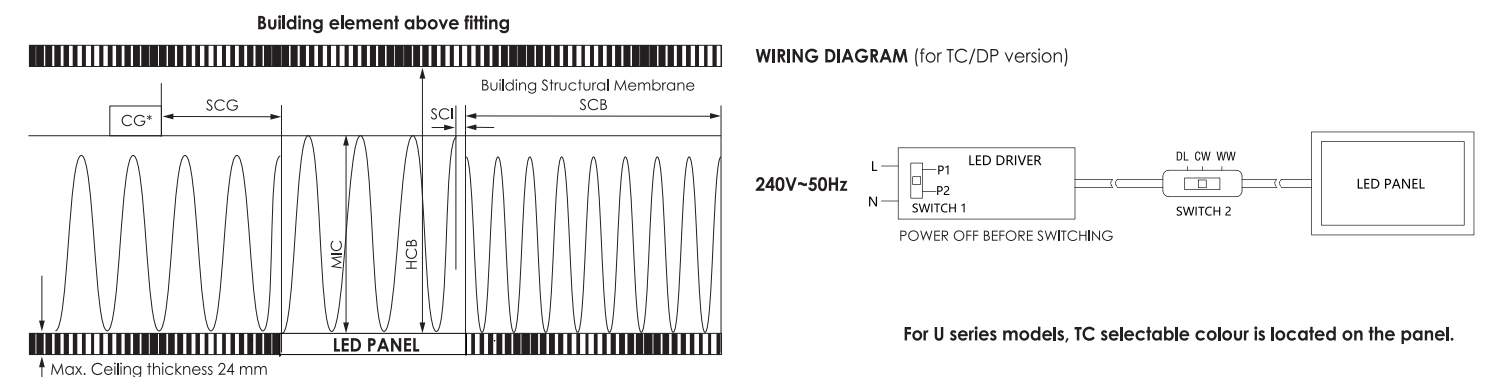 Building element above fitting
Building Structural Membrane
CG*
SCG
SCI
SCB
MIC
HCB
LED PANEL
Max. Ceiling thickness 24 mm
WIRING DIAGRAM (for TC/DP version)
240V~50Hz
L
N
P1
P2
LED DRIVER
SWITCH 1
POWER OFF BEFORE SWITCHING
DL CW WW
SWITCH 2
LED PANEL
For U series models, TC selectable colour is located on the panel.